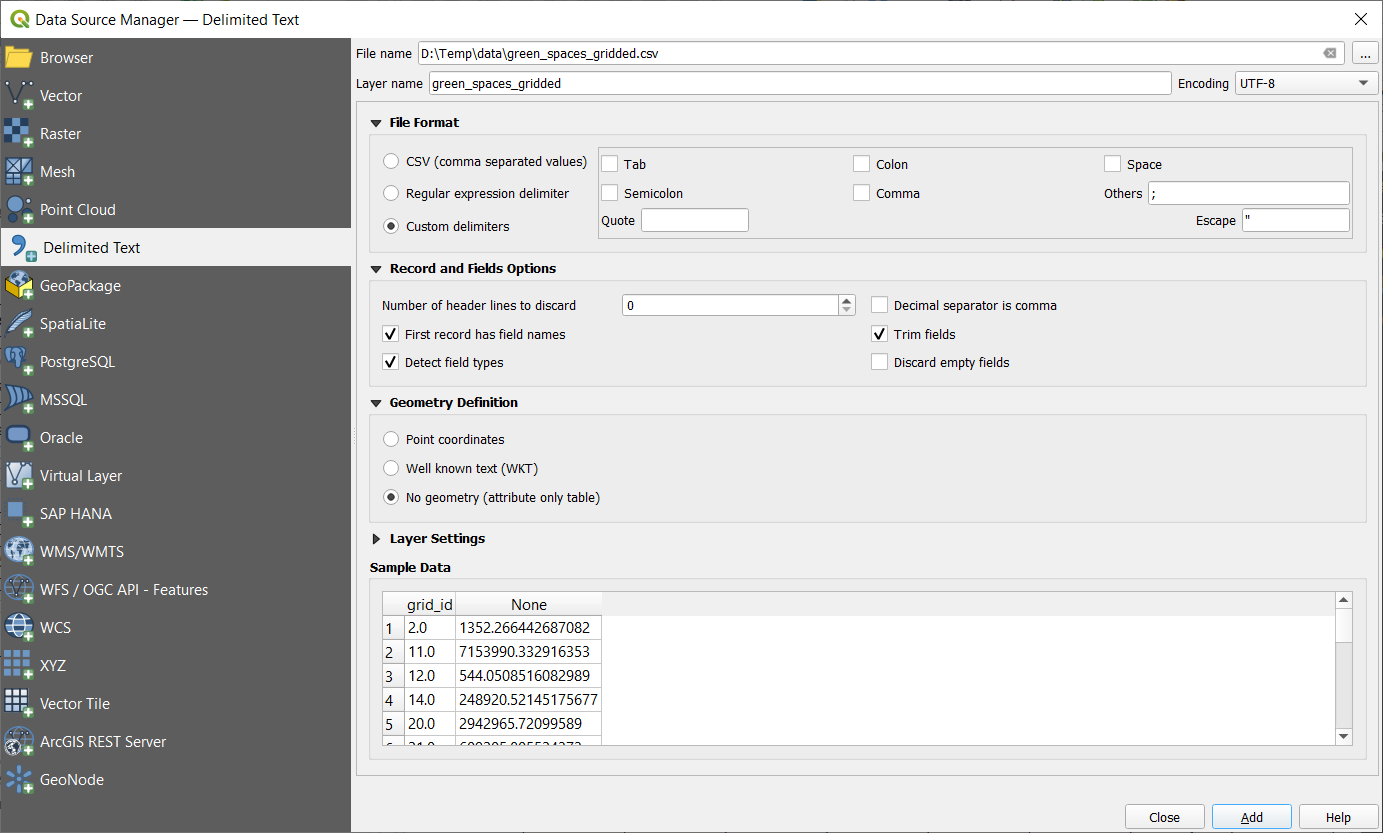 Data Source Manager — Delimited Text
Browser
Vector
Raster
Mesh
Point Cloud
Delimited Text
GeoPackage
SpatiaLite
PostgreSQL
MSSQL
Oracle
Virtual Layer
SAP HANA
WMS/WMTS
WFS / OGC API - Features
WCS
XYZ
Vector Tile
ArcGIS REST Server
GeoNode
File name D:\Temp\data\green_spaces_gridded.csv ...
Layer name green_spaces_gridded Encoding UTF-8
File Format
CSV (comma separated values) Tab Colon Space
Regular expression delimiter Semicolon Comma Others ;
Custom delimiters Quote Escape "
Record and Fields Options
Number of header lines to discard 0 Decimal separator is comma
First record has field names Trim fields
Detect field types Discard empty fields
Geometry Definition
Point coordinates
Well known text (WKT)
No geometry (attribute only table)
Layer Settings
Sample Data
grid_id None
1 2.0 1352.266442687082
2 11.0 7153990.332916353
3 12.0 544.0508516082989
4 14.0 248920.52145175677
5 20.0 2942965.72099589
Close Add Help